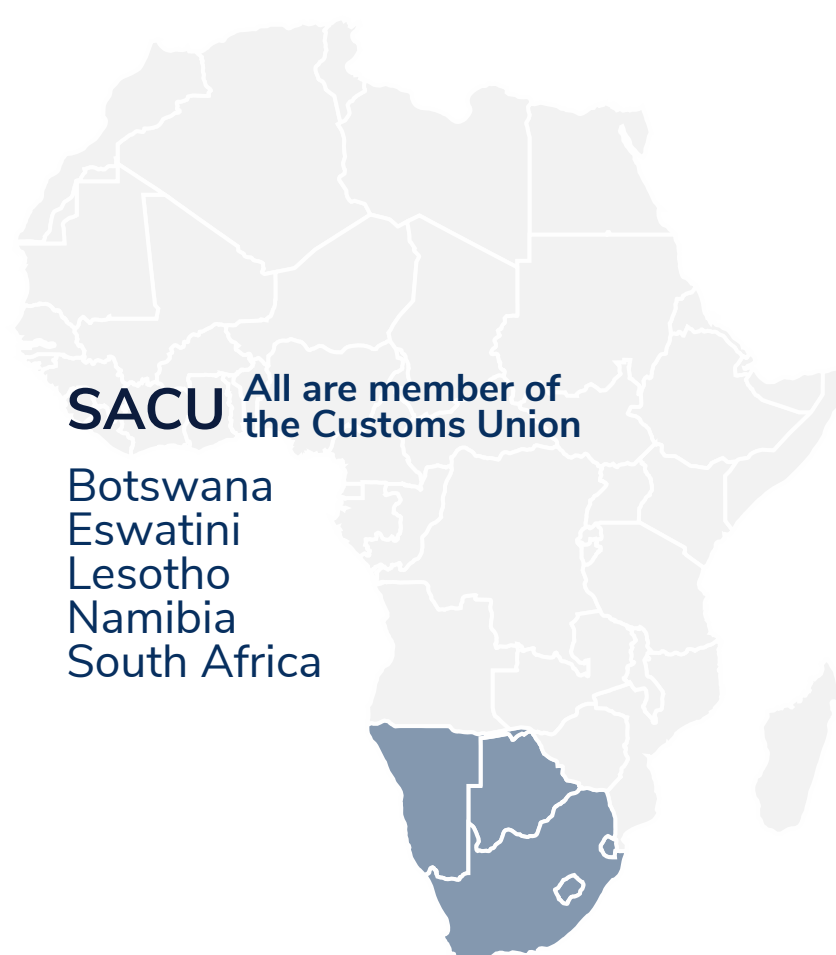 SACU
All are member of
the Customs Union
Botswana
Eswatini
Lesotho
Namibia
South Africa